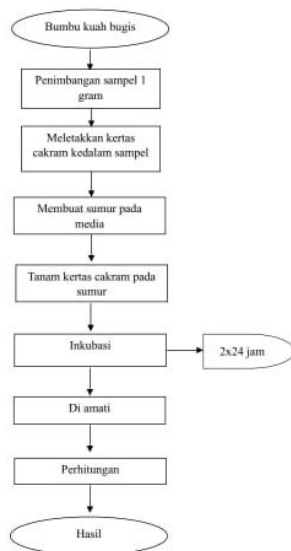 Bumbu kuah bugis
Penimbangan sampel 1
gram
Meletakkan kertas
cakram kedalam sampel
Membuat sumur pada
media
Tanam kertas cakram pada
sumur
Inkubasi
2x24 jam
Di amati
Perhitungan
Hasil